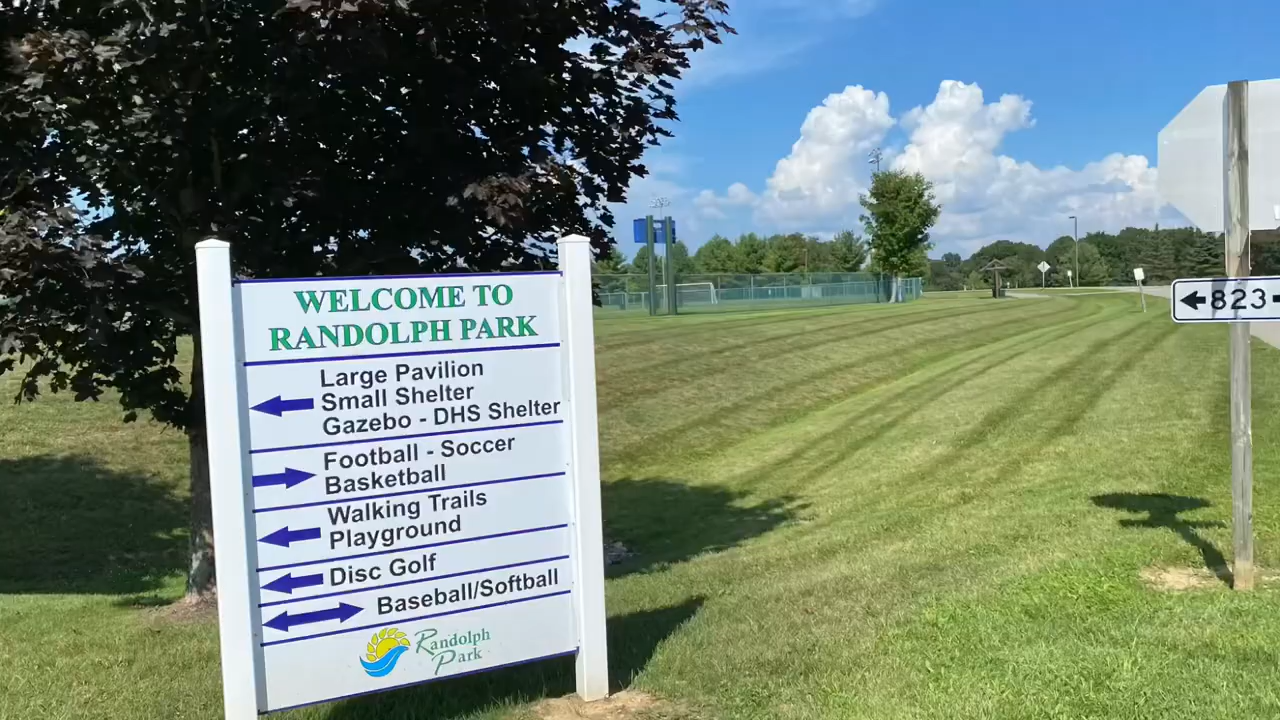 WELCOME TO
RANDOLPH PARK
Large Pavilion
Small Shelter
Gazebo - DHS Shelter
Football - Soccer
Basketball
Walking Trails
Playground
Disc Golf
Baseball/Softball
Randolph
Park
823